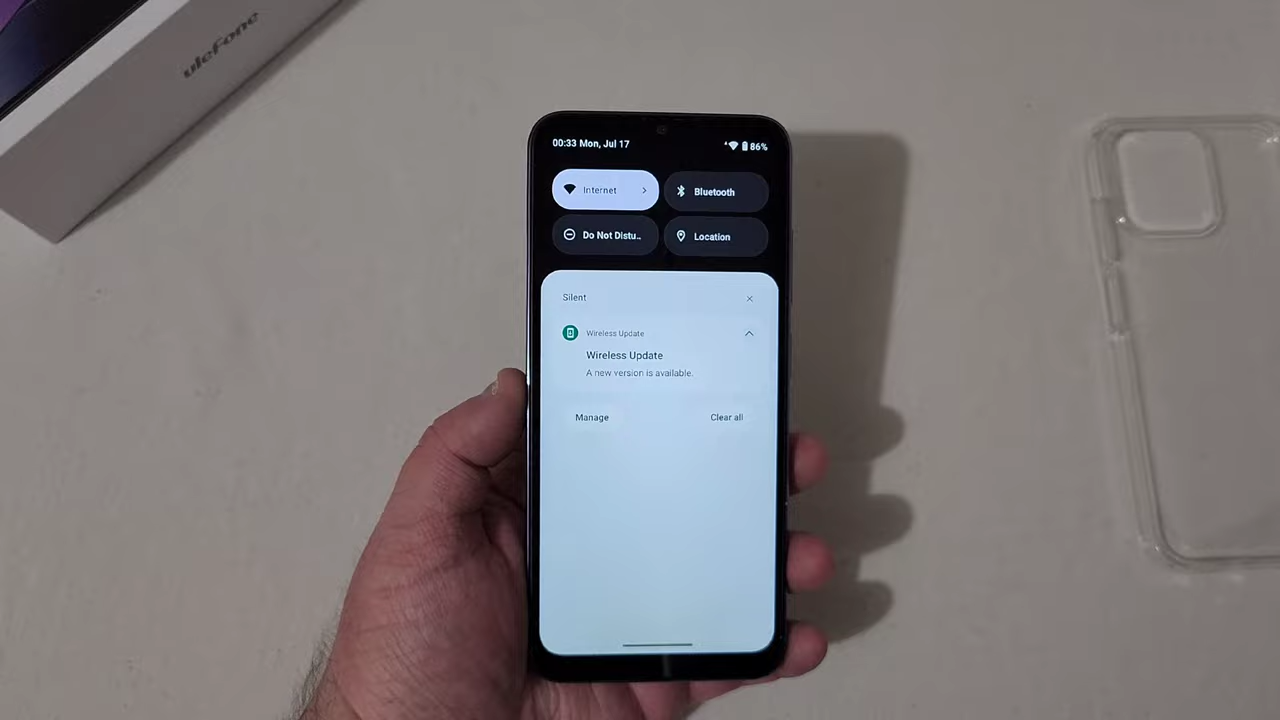 ulefone
00:33 Mon, Jul 17
86%
Internet
Bluetooth
Do Not Distu..
Location
Silent
Wireless Update
Wireless Update
A new version is available.
Manage
Clear all